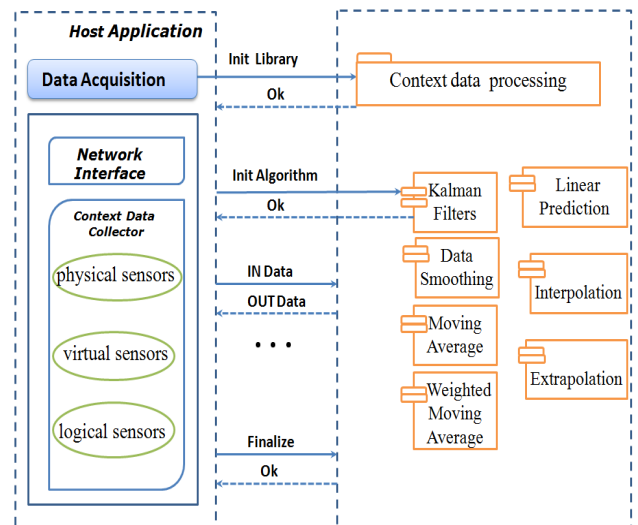 Host Application
Data Acquisition
Network
Interface
Context Data
Collector
physical sensors
virtual sensors
logical sensors
Init Library
Ok
Init Algorithm
Ok
IN Data
OUT Data
• • •
Finalize
Ok
Context data processing
Kalman
Filters
Linear
Prediction
Data
Smoothing
Interpolation
Moving
Average
Extrapolation
Weighted
Moving
Average